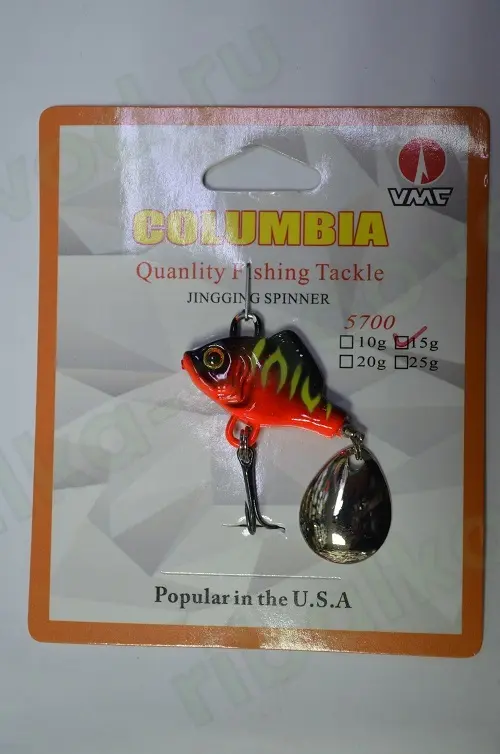 VMC
COLUMBIA
Quanlity Fishing Tackle
JINGGING SPINNER
5700
10g 15g
20g 25g
Popular in the U.S.A